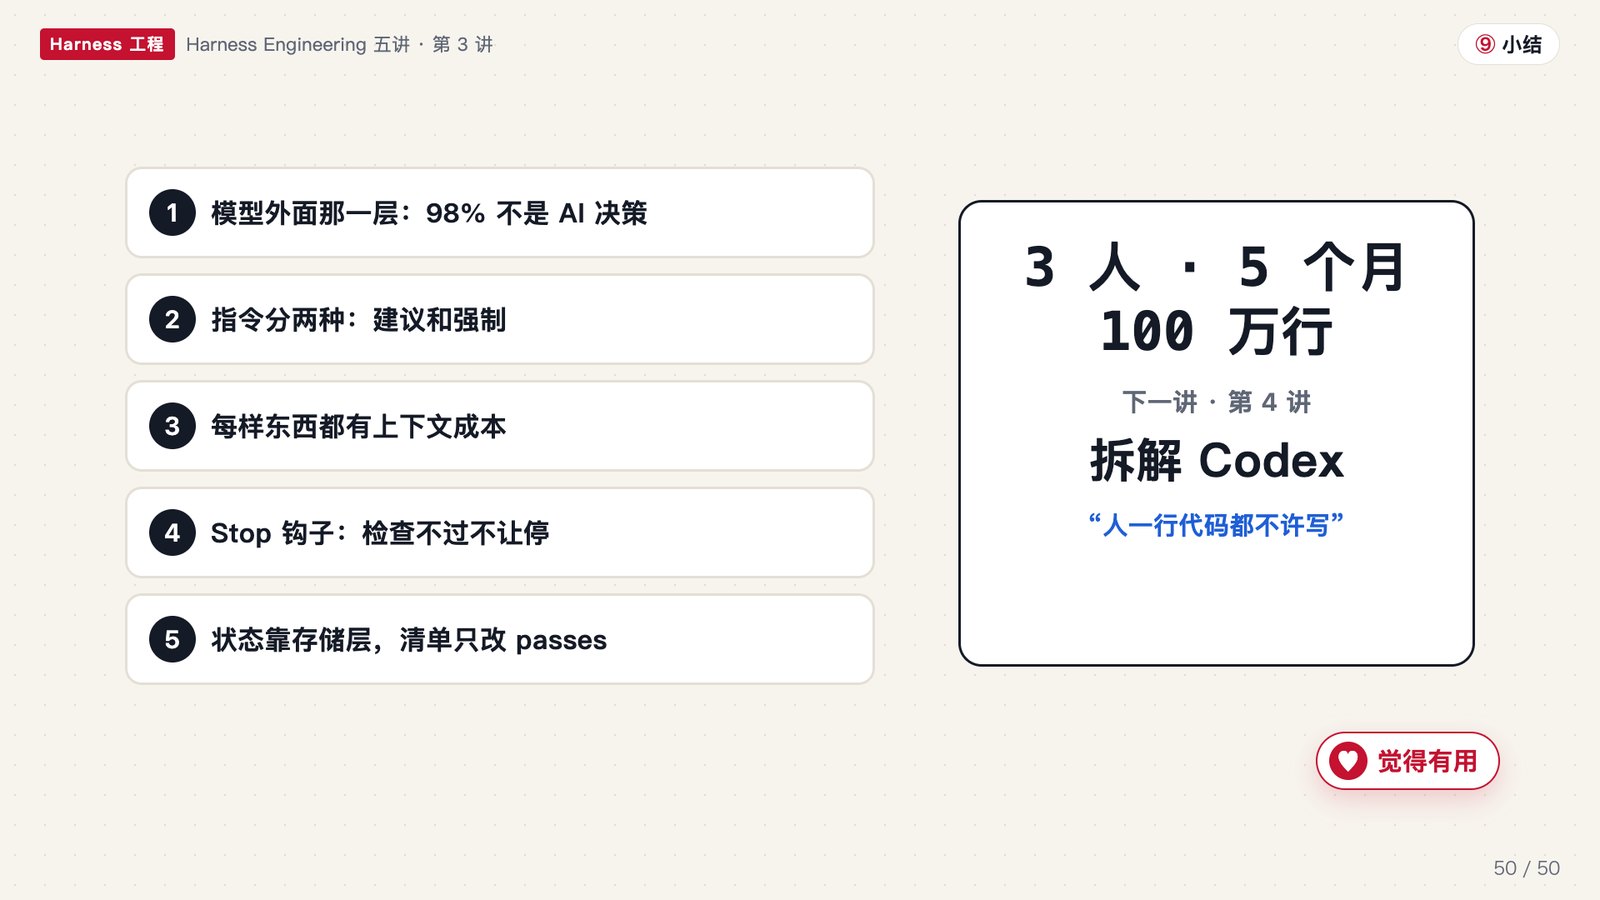 Harness 工程 Harness Engineering 五讲 · 第 3 讲
⑨ 小结
1 模型外面那一层：98% 不是 AI 决策
2 指令分两种：建议和强制
3 每样东西都有上下文成本
4 Stop 钩子：检查不过不让停
5 状态靠存储层，清单只改 passes
3 人 · 5 个月
100 万行
下一讲 · 第 4 讲
拆解 Codex
“人一行代码都不许写”
觉得有用
50 / 50